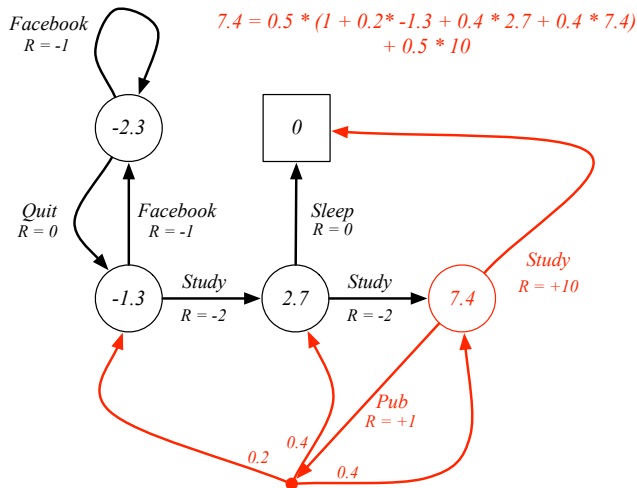 Facebook
R = -1
7.4 = 0.5 * (1 + 0.2* -1.3 + 0.4 * 2.7 + 0.4 * 7.4)
+ 0.5 * 10
-2.3
0
Quit
R = 0
Facebook
R = -1
Sleep
R = 0
Study
R = +10
-1.3
Study
R = -2
2.7
Study
R = -2
7.4
Pub
R = +1
0.2
0.4
0.4